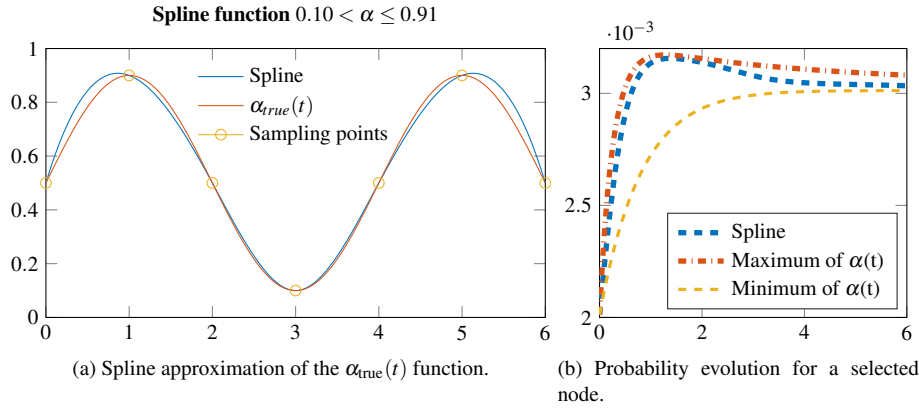 Spline function 0.10 < α ≤ 0.91
1
0.8
0.6
0.4
0.2
0
0 1 2 3 4 5 6
Spline
α_true(t)
Sampling points
(a) Spline approximation of the α_true(t) function.
·10⁻³
3
2.5
2
0 2 4 6
Spline
Maximum of α(t)
Minimum of α(t)
(b) Probability evolution for a selected
node.